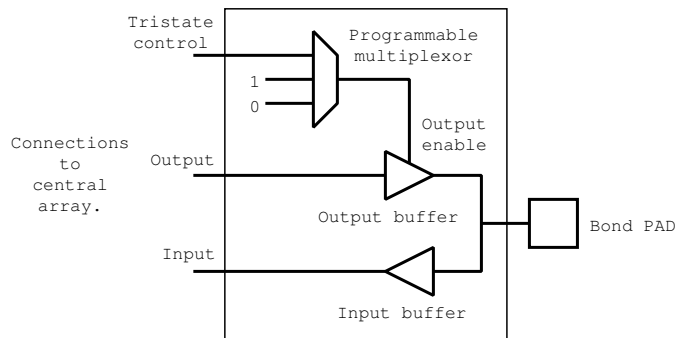 Tristate
control
Programmable
multiplexor
1
0
Output
enable
Connections
to
central
array.
Output
Output buffer
Bond PAD
Input
Input buffer